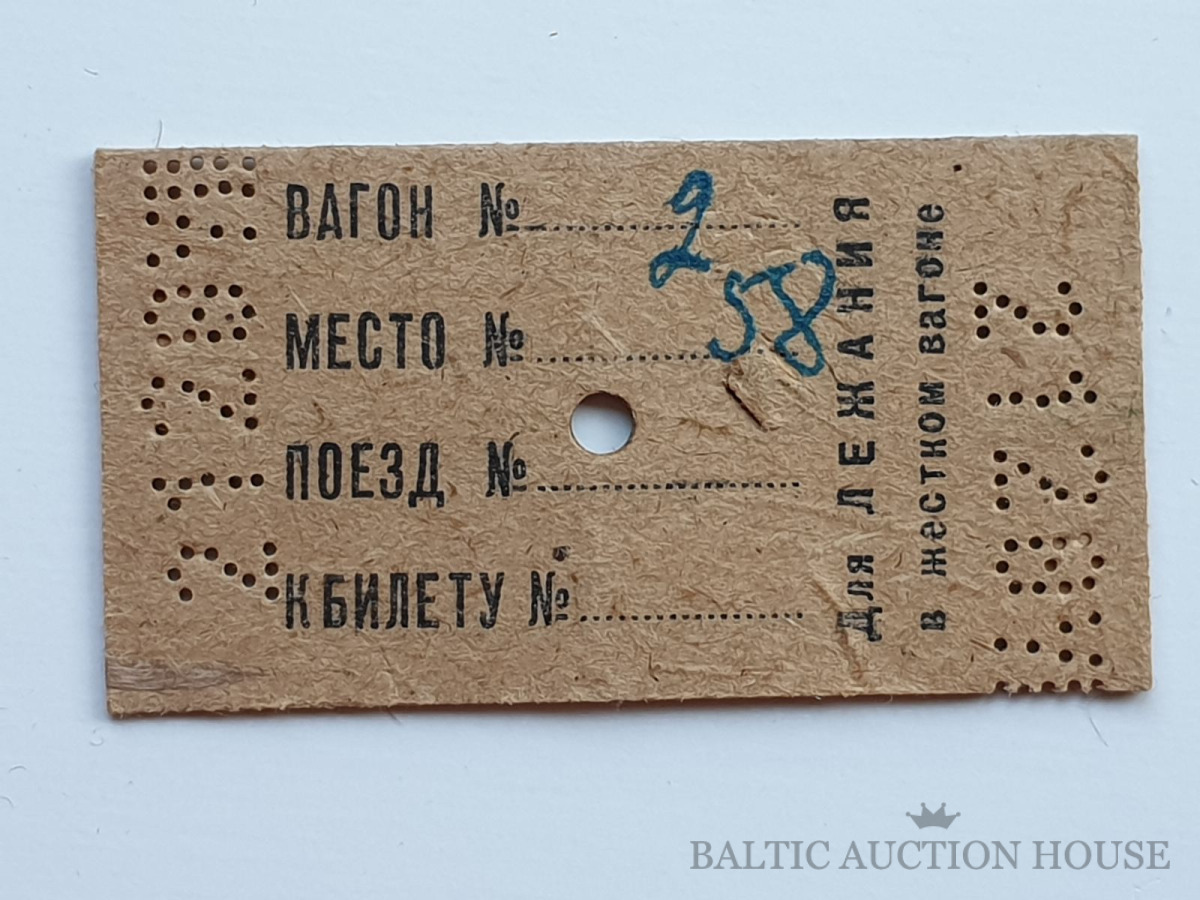 ВАГОН № 2
МЕСТО № 58
ПОЕЗД №
К БИЛЕТУ №
Для ЛЕЖАНИЯ
в жестком вагоне
BALTIC AUCTION HOUSE